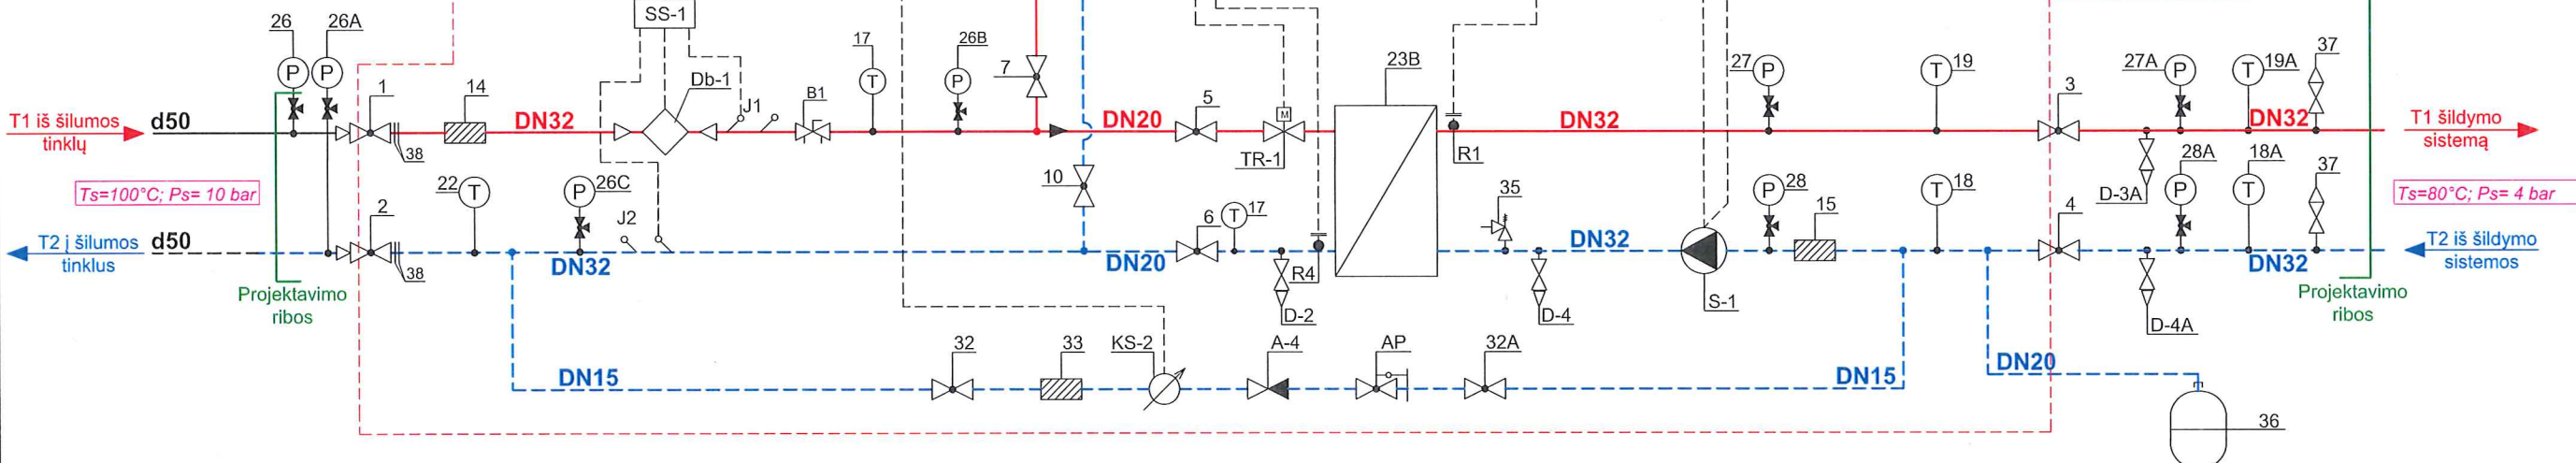 SS-1
26
26A
1
14
DN32
Db-1
J1
B1
17
T
26B
P
7
DN20
5
M
TR-1
23B
R1
DN32
27
P
T
19
3
27A
P
T
19A
37
DN32
P
P
T1 iš šilumos
tinklų
d50
38
T1 šildymo
sistemą
D-3A
Ts=100°C; Ps= 10 bar
22
T
P
26C
J2
10
6
T
17
35
P
28
15
T
18
4
28A
P
18A
T
37
Ts=80°C; Ps= 4 bar
2
T2 į šilumos
tinklus
d50
38
DN32
DN20
R4
D-2
DN32
D-4
S-1
DN32
D-4A
T2 iš šildymo
sistemos
Projektavimo
ribos
Projektavimo
ribos
DN15
32
33
KS-2
A-4
AP
32A
DN15
DN20
m
36